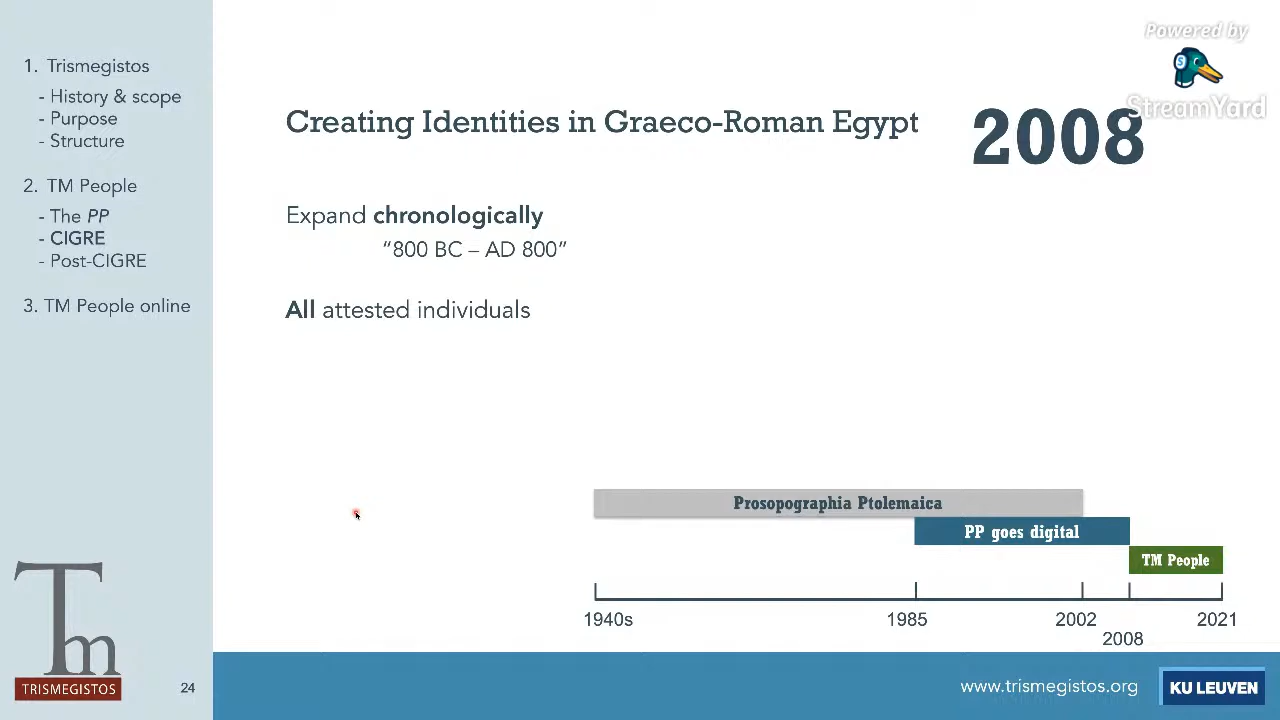 1. Trismegistos
- History & scope
- Purpose
- Structure
2. TM People
- The PP
- CIGRE
- Post-CIGRE
3. TM People online
Powered by
StreamYard
Creating Identities in Graeco-Roman Egypt
2008
Expand chronologically
“800 BC – AD 800”
All attested individuals
Prosopographia Ptolemaica
PP goes digital
TM People
1940s 1985 2002 2021
2008
Tm
TRISMEGISTOS
24
www.trismegistos.org
KU LEUVEN